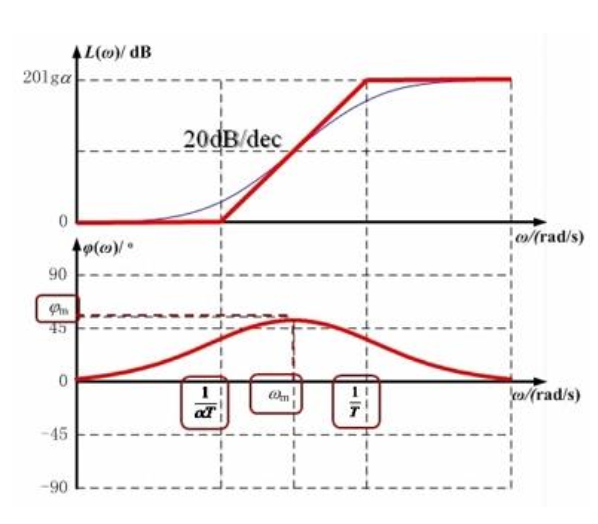 L(ω)/ dB
20lgα
20dB/dec
0
ω/(rad/s)
φ(ω)/ °
90
φm
45
0
1/αT
ωm
1/T
ω/(rad/s)
-45
-90